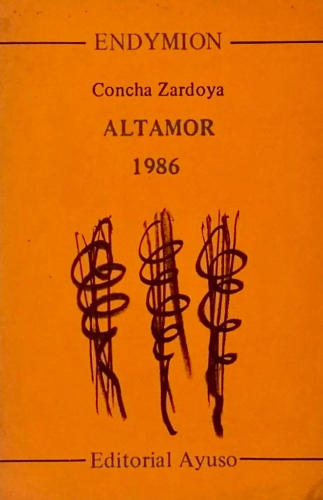 ENDYMION
Concha Zardoya
ALTAMOR
1986
Editorial Ayuso